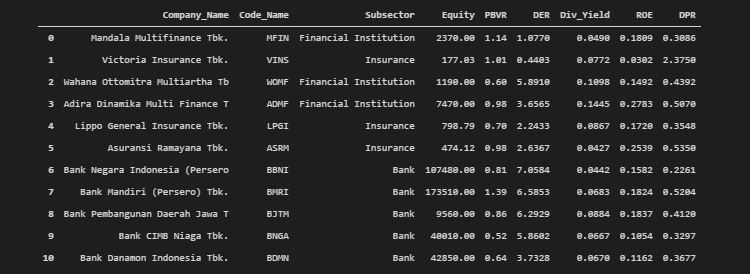 Company_Name Code_Name Subsector Equity PBVR DER Div_Yield ROE DPR
0 Mandala Multifinance Tbk. MFIN Financial Institution 2370.00 1.14 1.0770 0.0490 0.1809 0.3086
1 Victoria Insurance Tbk. VINS Insurance 177.03 1.01 0.4403 0.0772 0.0302 2.3750
2 Wahana Ottomitra Multiartha Tb WOMF Financial Institution 1190.00 0.60 5.8910 0.1098 0.1492 0.4392
3 Adira Dinamika Multi Finance T ADMF Financial Institution 7470.00 0.98 3.6565 0.1445 0.2783 0.5070
4 Lippo General Insurance Tbk. LPGI Insurance 798.79 0.70 2.2433 0.0867 0.1720 0.3548
5 Asuransi Ramayana Tbk. ASRM Insurance 474.12 0.98 2.6367 0.0427 0.2539 0.5350
6 Bank Negara Indonesia (Persero BBNI Bank 107480.00 0.81 7.0584 0.0442 0.1582 0.2261
7 Bank Mandiri (Persero) Tbk. BMRI Bank 173510.00 1.39 6.5853 0.0683 0.1824 0.5204
8 Bank Pembangunan Daerah Jawa T BJTM Bank 9560.00 0.86 6.2929 0.0884 0.1837 0.4120
9 Bank CIMB Niaga Tbk. BNGA Bank 40010.00 0.52 5.8602 0.0667 0.1054 0.3297
10 Bank Danamon Indonesia Tbk. BDMN Bank 42850.00 0.64 3.7328 0.0670 0.1162 0.3677